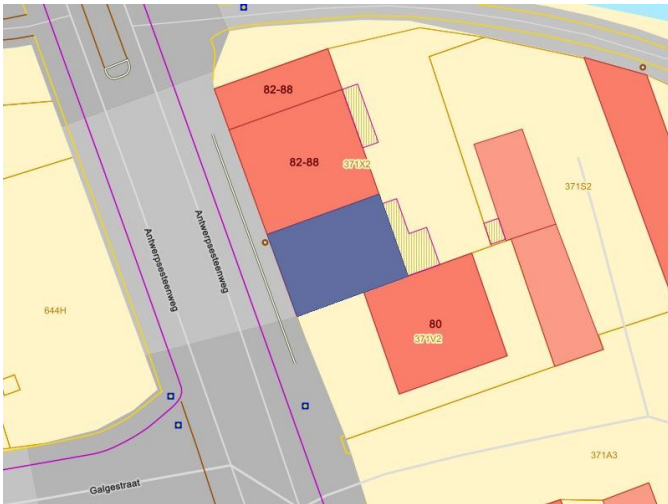 82-88
82-88
371X2
371S2
Antwerpsesteenweg
Antwerpsesteenweg
644H
80
371V2
371A3
Galgestraat